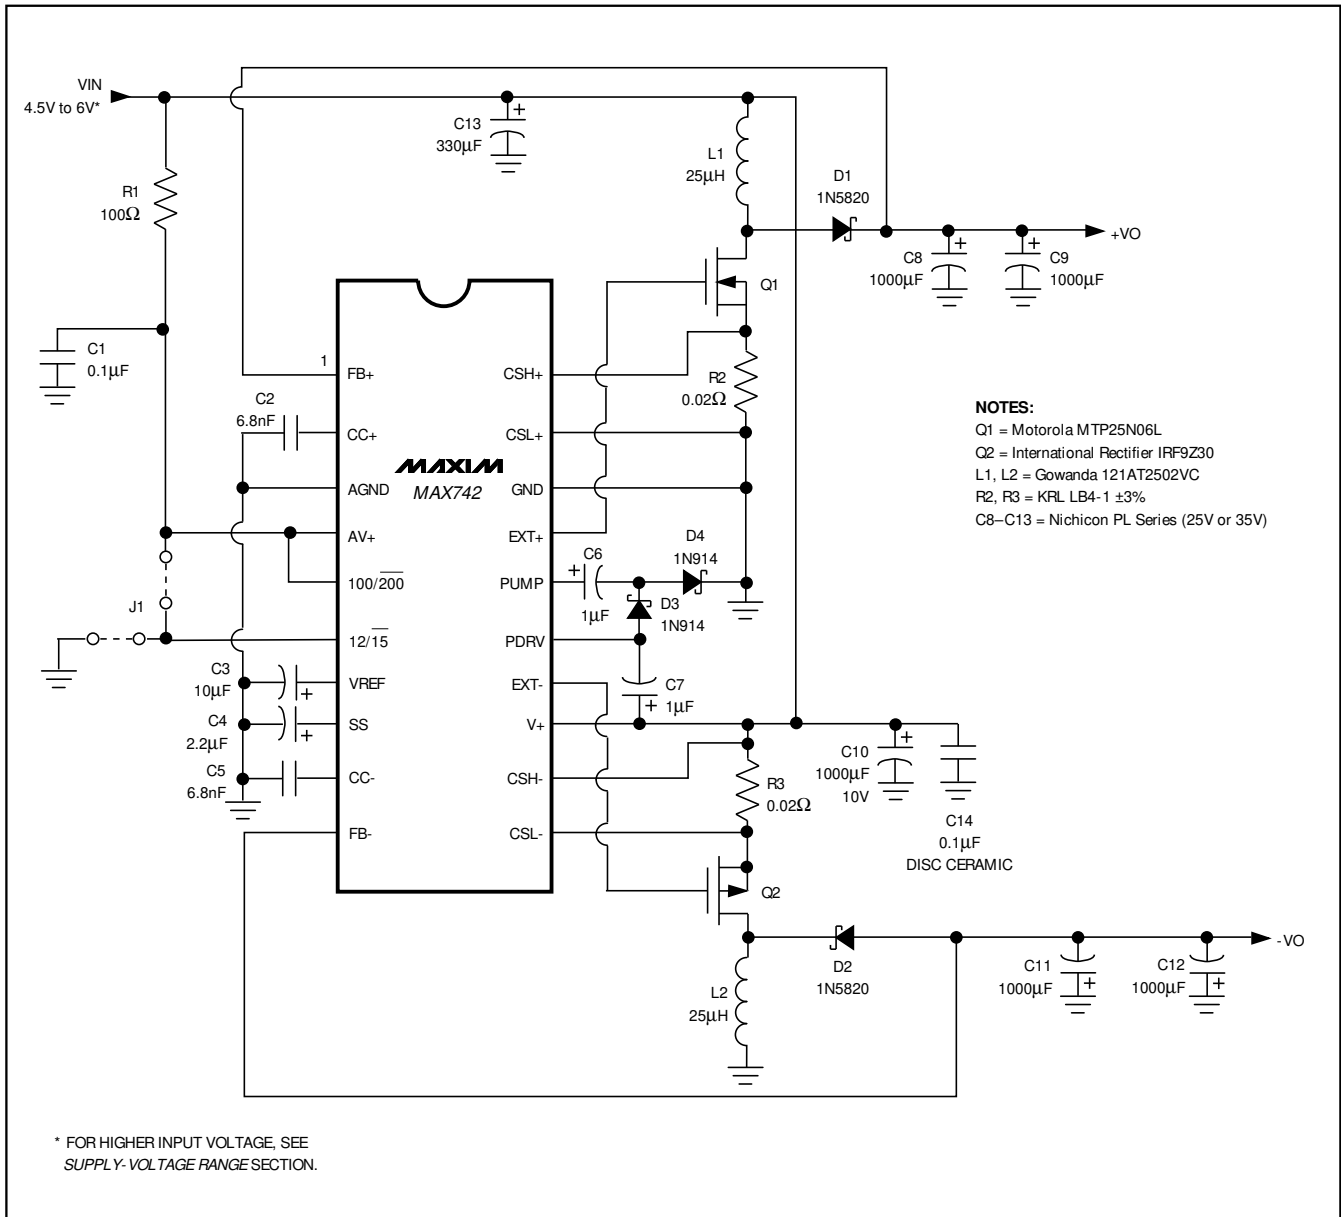 VIN
4.5V to 6V*
R1
100Ω
C1
0.1µF
C13
330µF
L1
25µH
D1
1N5820
+VO
C8
1000µF
C9
1000µF
Q1
R2
0.02Ω
1
FB+
CSH+
C2
6.8nF
CC+
CSL+
MAXIM
MAX742
AGND
GND
AV+
EXT+
100/2̅0̅0̅
PUMP
C6
1µF
D4
1N914
D3
1N914
J1
12/1̅5̅
PDRV
C3
10µF
VREF
EXT-
C7
1µF
C4
2.2µF
SS
V+
C5
6.8nF
CC-
CSH-
R3
0.02Ω
C10
1000µF
10V
C14
0.1µF
DISC CERAMIC
FB-
CSL-
Q2
D2
1N5820
-VO
C11
1000µF
C12
1000µF
L2
25µH
NOTES:
Q1 = Motorola MTP25N06L
Q2 = International Rectifier IRF9Z30
L1, L2 = Gowanda 121AT2502VC
R2, R3 = KRL LB4-1 ±3%
C8–C13 = Nichicon PL Series (25V or 35V)
* FOR HIGHER INPUT VOLTAGE, SEE
SUPPLY-VOLTAGE RANGE SECTION.